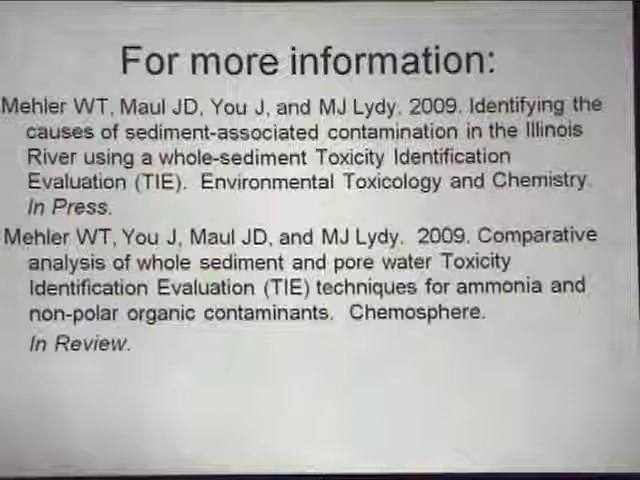 For more information:
Mehler WT, Maul JD, You J, and MJ Lydy. 2009. Identifying the
causes of sediment-associated contamination in the Illinois
River using a whole-sediment Toxicity Identification
Evaluation (TIE). Environmental Toxicology and Chemistry.
In Press.
Mehler WT, You J, Maul JD, and MJ Lydy. 2009. Comparative
analysis of whole sediment and pore water Toxicity
Identification Evaluation (TIE) techniques for ammonia and
non-polar organic contaminants. Chemosphere.
In Review.